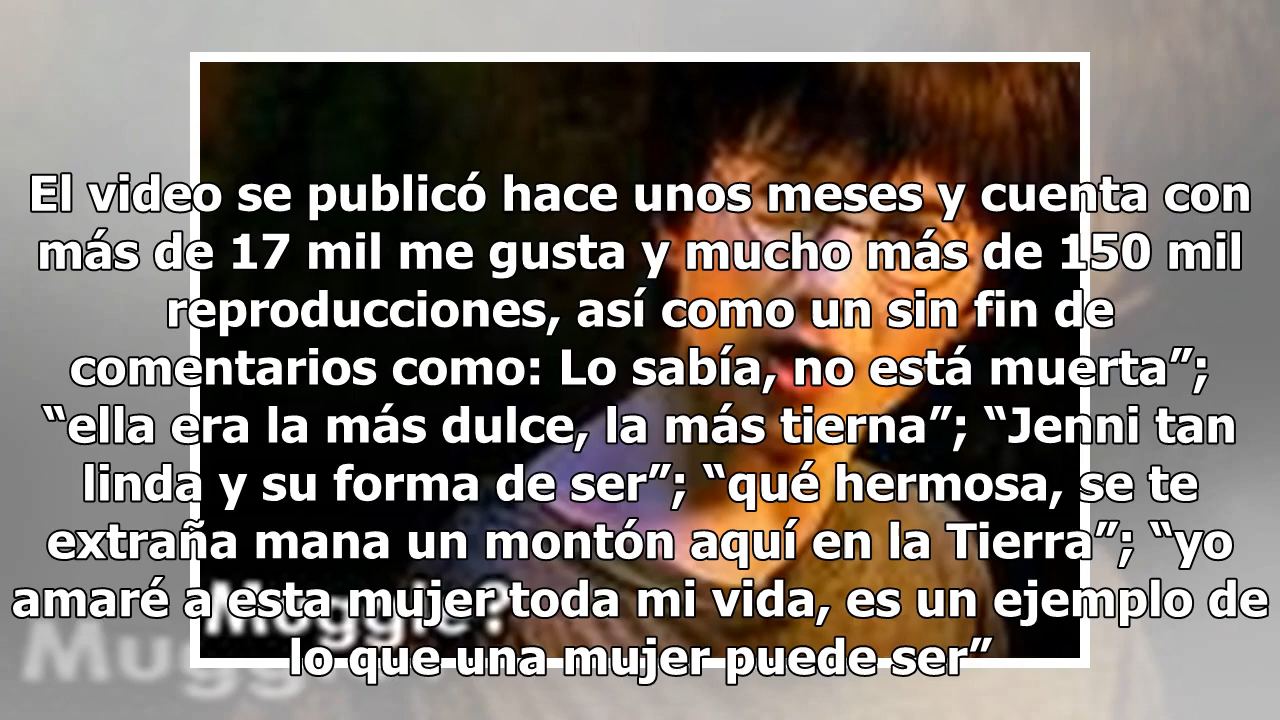 El video se publicó hace unos meses y cuenta con
más de 17 mil me gusta y mucho más de 150 mil
reproducciones, así como un sin fin de
comentarios como: Lo sabía, no está muerta”;
“ella era la más dulce, la más tierna”; “Jenni tan
linda y su forma de ser”; “qué hermosa, se te
extraña mana un montón aquí en la Tierra”; “yo
amaré a esta mujer toda mi vida, es un ejemplo de
lo que una mujer puede ser”
Muggle?
Mugg